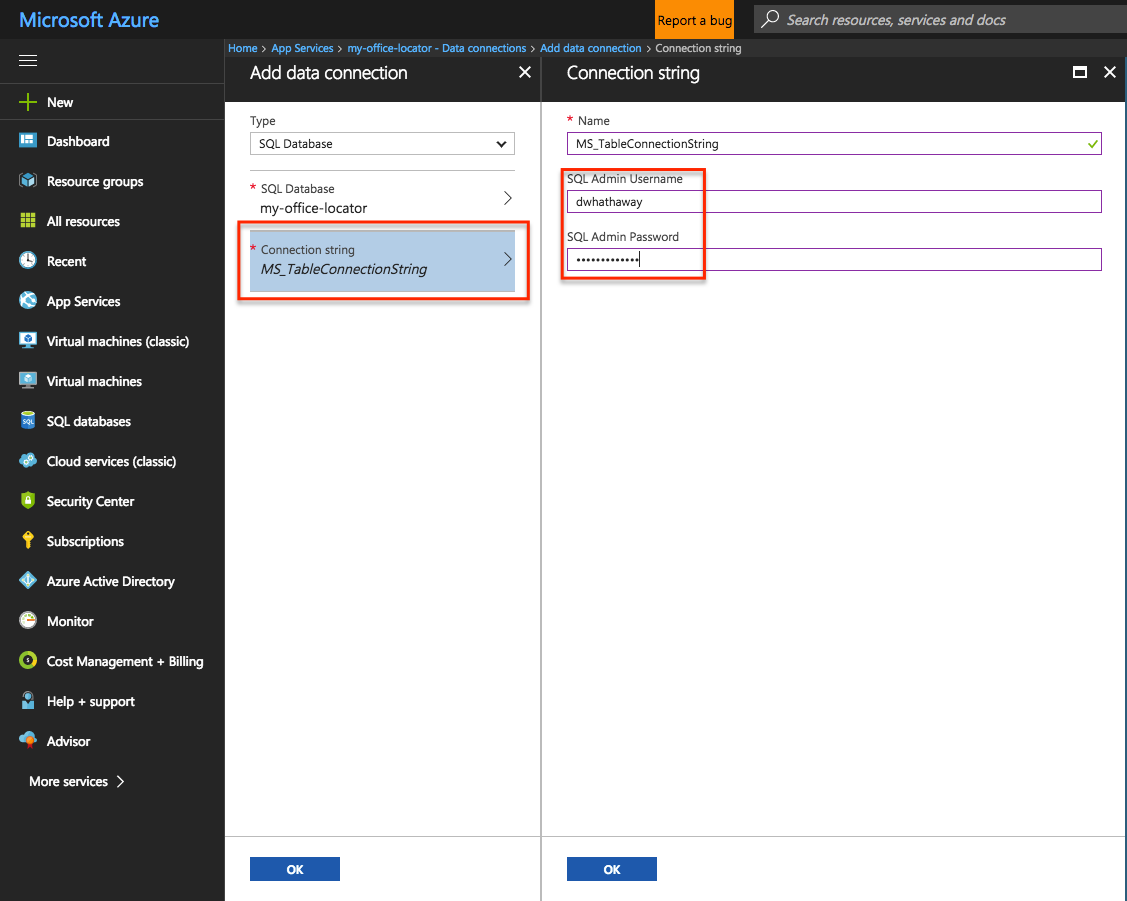 Microsoft Azure
Report a bug
Search resources, services and docs
Home > App Services > my-office-locator - Data connections > Add data connection > Connection string
New
Dashboard
Resource groups
All resources
Recent
App Services
Virtual machines (classic)
Virtual machines
SQL databases
Cloud services (classic)
Security Center
Subscriptions
Azure Active Directory
Monitor
Cost Management + Billing
Help + support
Advisor
More services
Add data connection
Type
SQL Database
* SQL Database
my-office-locator
* Connection string
MS_TableConnectionString
OK
Connection string
* Name
MS_TableConnectionString
SQL Admin Username
dwhathaway
SQL Admin Password
•••••••••••••
OK